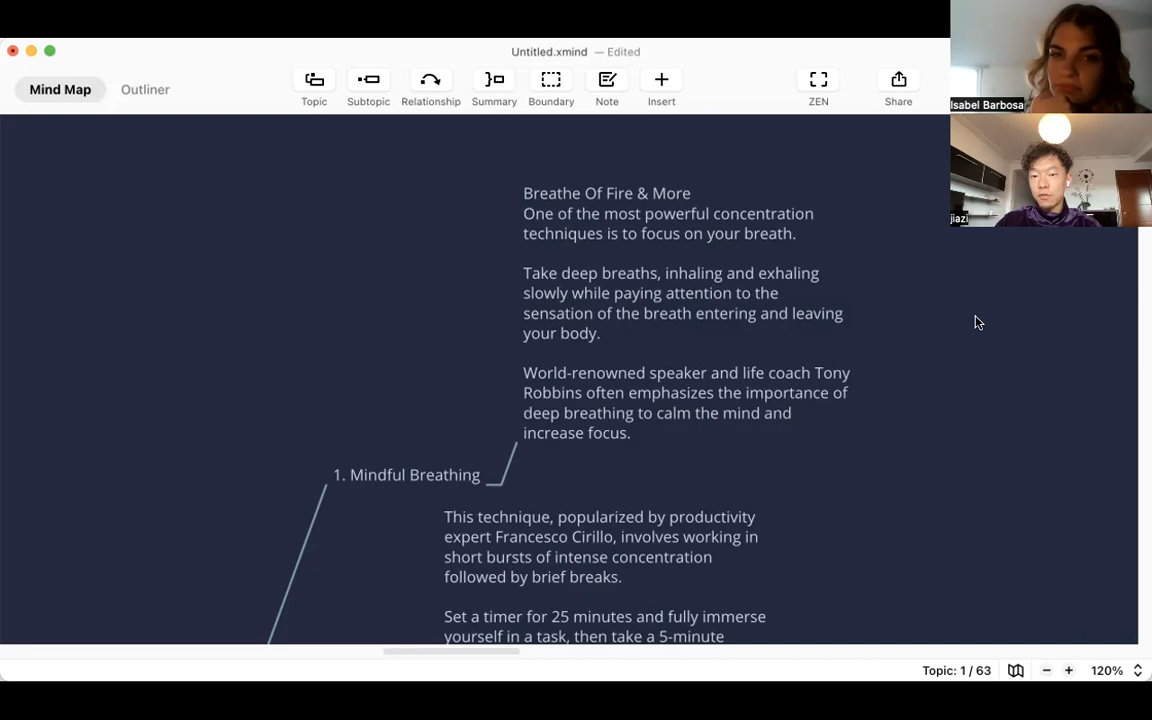 Untitled.xmind — Edited
Mind Map
Outliner
Topic
Subtopic
Relationship
Summary
Boundary
Note
Insert
ZEN
Share
Isabel Barbosa
jiazi
Breathe Of Fire & More
One of the most powerful concentration
techniques is to focus on your breath.
Take deep breaths, inhaling and exhaling
slowly while paying attention to the
sensation of the breath entering and leaving
your body.
World-renowned speaker and life coach Tony
Robbins often emphasizes the importance of
deep breathing to calm the mind and
increase focus.
1. Mindful Breathing
This technique, popularized by productivity
expert Francesco Cirillo, involves working in
short bursts of intense concentration
followed by brief breaks.
Set a timer for 25 minutes and fully immerse
yourself in a task, then take a 5-minute
Topic: 1 / 63
120%